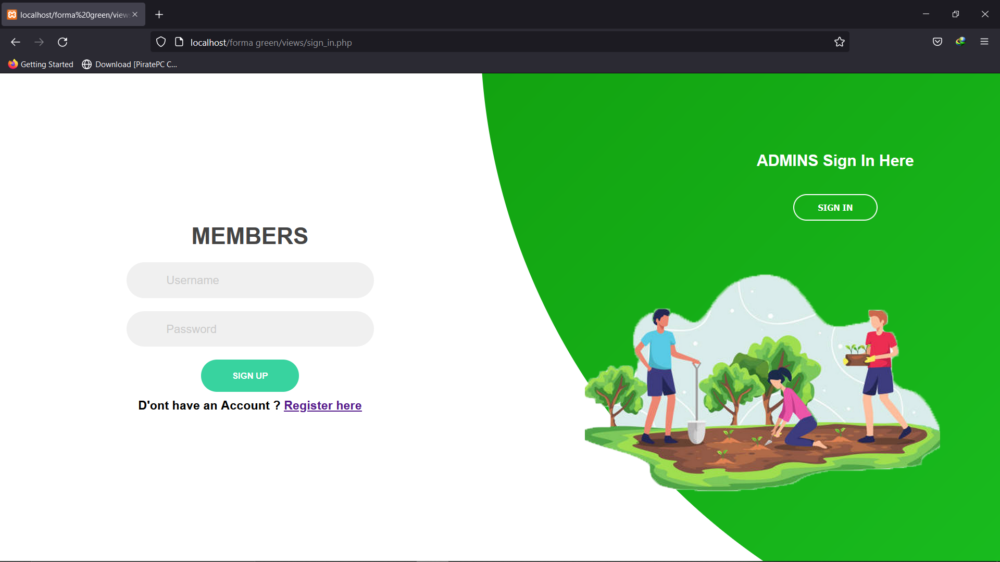 localhost/forma%20green/view
localhost/forma green/views/sign_in.php
Getting Started
Download [PiratePC C...
ADMINS Sign In Here
SIGN IN
MEMBERS
Username
Password
SIGN UP
D'ont have an Account ? Register here